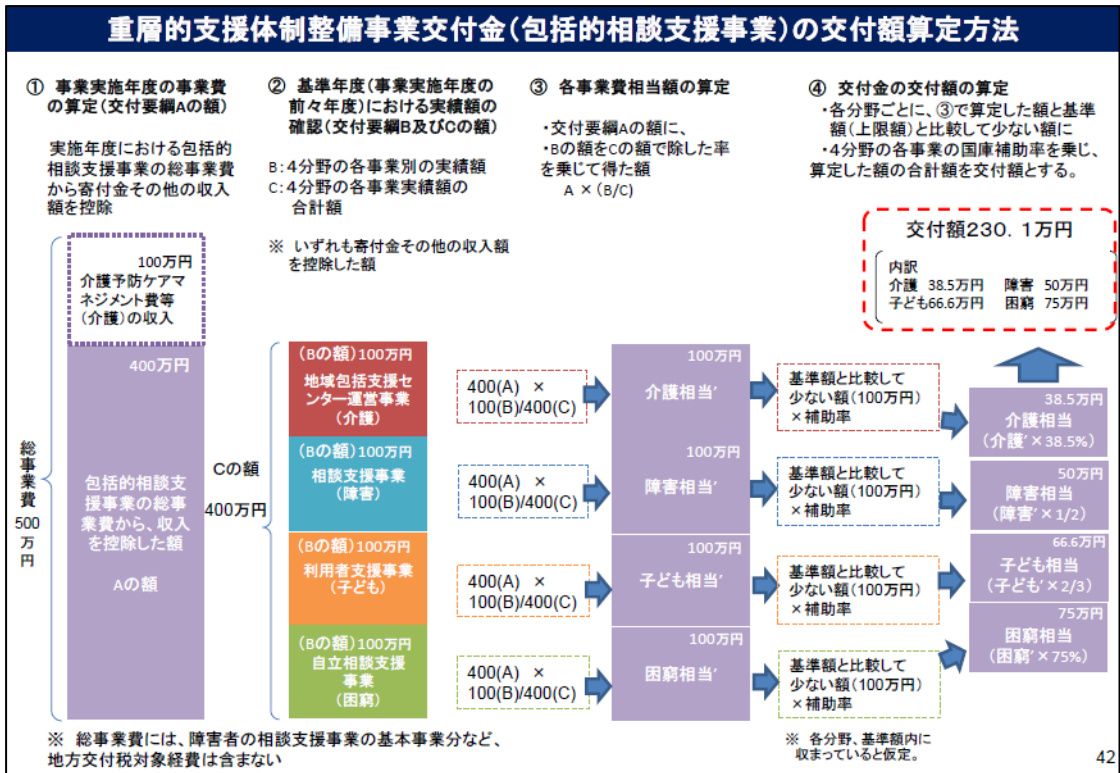 重層的支援体制整備事業交付金(包括的相談支援事業)の交付額算定方法
① 事業実施年度の事業費
の算定(交付要綱Aの額)
実施年度における包括的
相談支援事業の総事業費
から寄付金その他の収入
額を控除
② 基準年度(事業実施年度の
前々年度)における実績額の
確認(交付要綱B及びCの額)
B:4分野の各事業別の実績額
C:4分野の各事業実績額の
合計額
※ いずれも寄付金その他の収入額
を控除した額
③ 各事業費相当額の算定
・交付要綱Aの額に、
・Bの額をCの額で除した率
を乗じて得た額
A × (B/C)
④ 交付金の交付額の算定
・各分野ごとに、③で算定した額と基準
額(上限額)と比較して少ない額に
・4分野の各事業の国庫補助率を乗じ、
算定した額の合計額を交付額とする。
交付額230.1万円
内訳
介護 38.5万円 障害 50万円
子ども66.6万円 困窮 75万円
総事業費500万円
100万円
介護予防ケアマ
ネジメント費等
(介護)の収入
400万円
包括的相談支
援事業の総事
業費から、収入
を控除した額
Aの額
Cの額
400万円
(Bの額)100万円
地域包括支援セ
ンター運営事業
(介護)
400(A) ×
100(B)/400(C)
100万円
介護相当’
基準額と比較して
少ない額(100万円)
×補助率
38.5万円
介護相当
(介護’×38.5%)
(Bの額)100万円
相談支援事業
(障害)
400(A) ×
100(B)/400(C)
100万円
障害相当’
基準額と比較して
少ない額(100万円)
×補助率
50万円
障害相当
(障害’×1/2)
(Bの額)100万円
利用者支援事業
(子ども)
400(A) ×
100(B)/400(C)
100万円
子ども相当’
基準額と比較して
少ない額(100万円)
×補助率
66.6万円
子ども相当
(子ども’×2/3)
(Bの額)100万円
自立相談支援
事業
(困窮)
400(A) ×
100(B)/400(C)
100万円
困窮相当’
基準額と比較して
少ない額(100万円)
×補助率
75万円
困窮相当
(困窮’×75%)
※ 総事業費には、障害者の相談支援事業の基本事業分など、
地方交付税対象経費は含まない
※ 各分野、基準額内に
収まっていると仮定。
42